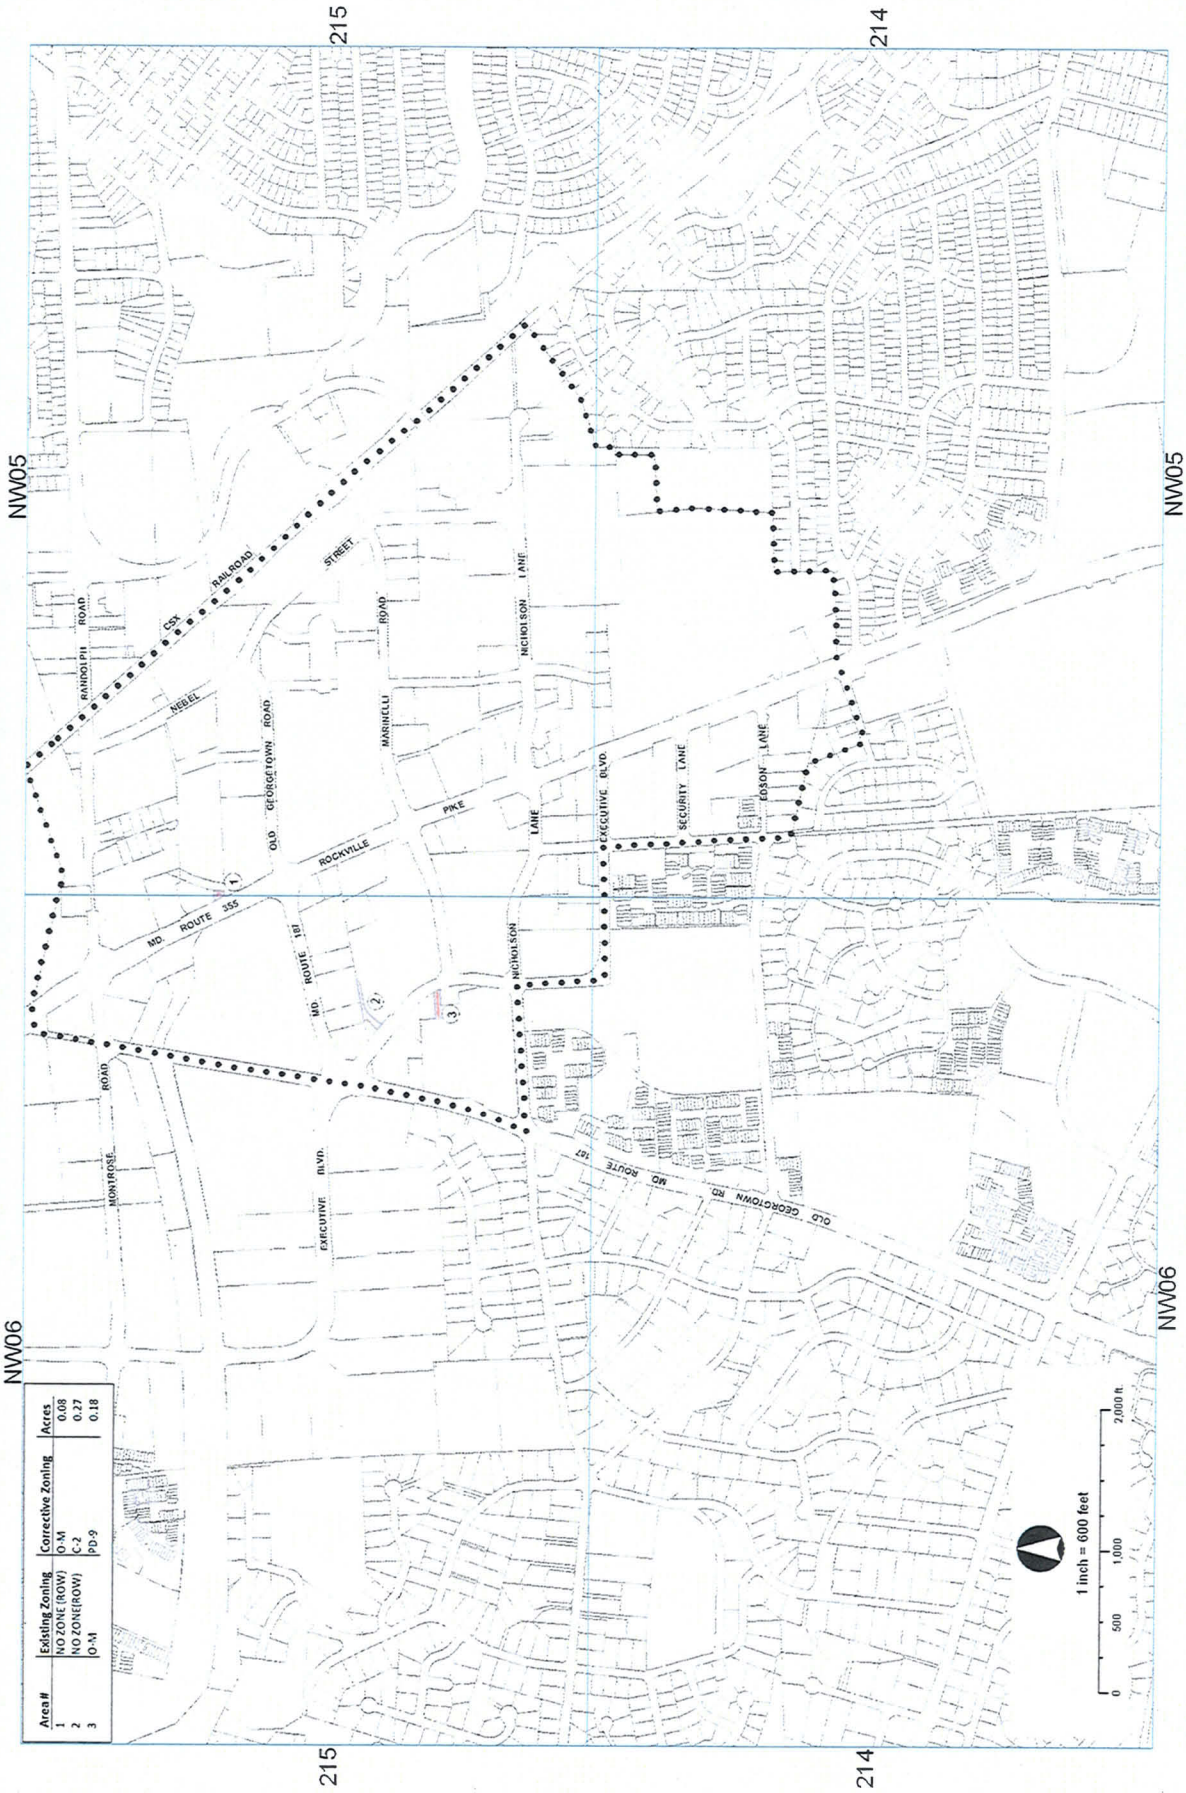 NW06
NW05
215
215
214
214
NW06
NW05
Area# Existing Zoning Corrective Zoning Acres
1 NO ZONE (ROW) O-M 0.08
2 NO ZONE(ROW) C-2 0.27
3 O-M PD-9 0.18
MONTROSE
ROAD
RANDOLPH
ROAD
CSX
RAILROAD
NEBEL
STREET
MD. ROUTE 355
1
OLD GEORGETOWN ROAD
MD. ROUTE 187
ROCKVILLE
PIKE
MARINELLI
ROAD
2
3
EXECUTIVE BLVD.
NICHOLSON
LANE
NICHOLSON LANE
EXECUTIVE BLVD.
SECURITY LANE
EDSON LANE
MD. ROUTE 187
OLD GEORGTOWN RD.
1 inch = 600 feet
0 500 1,000 2,000 ft.